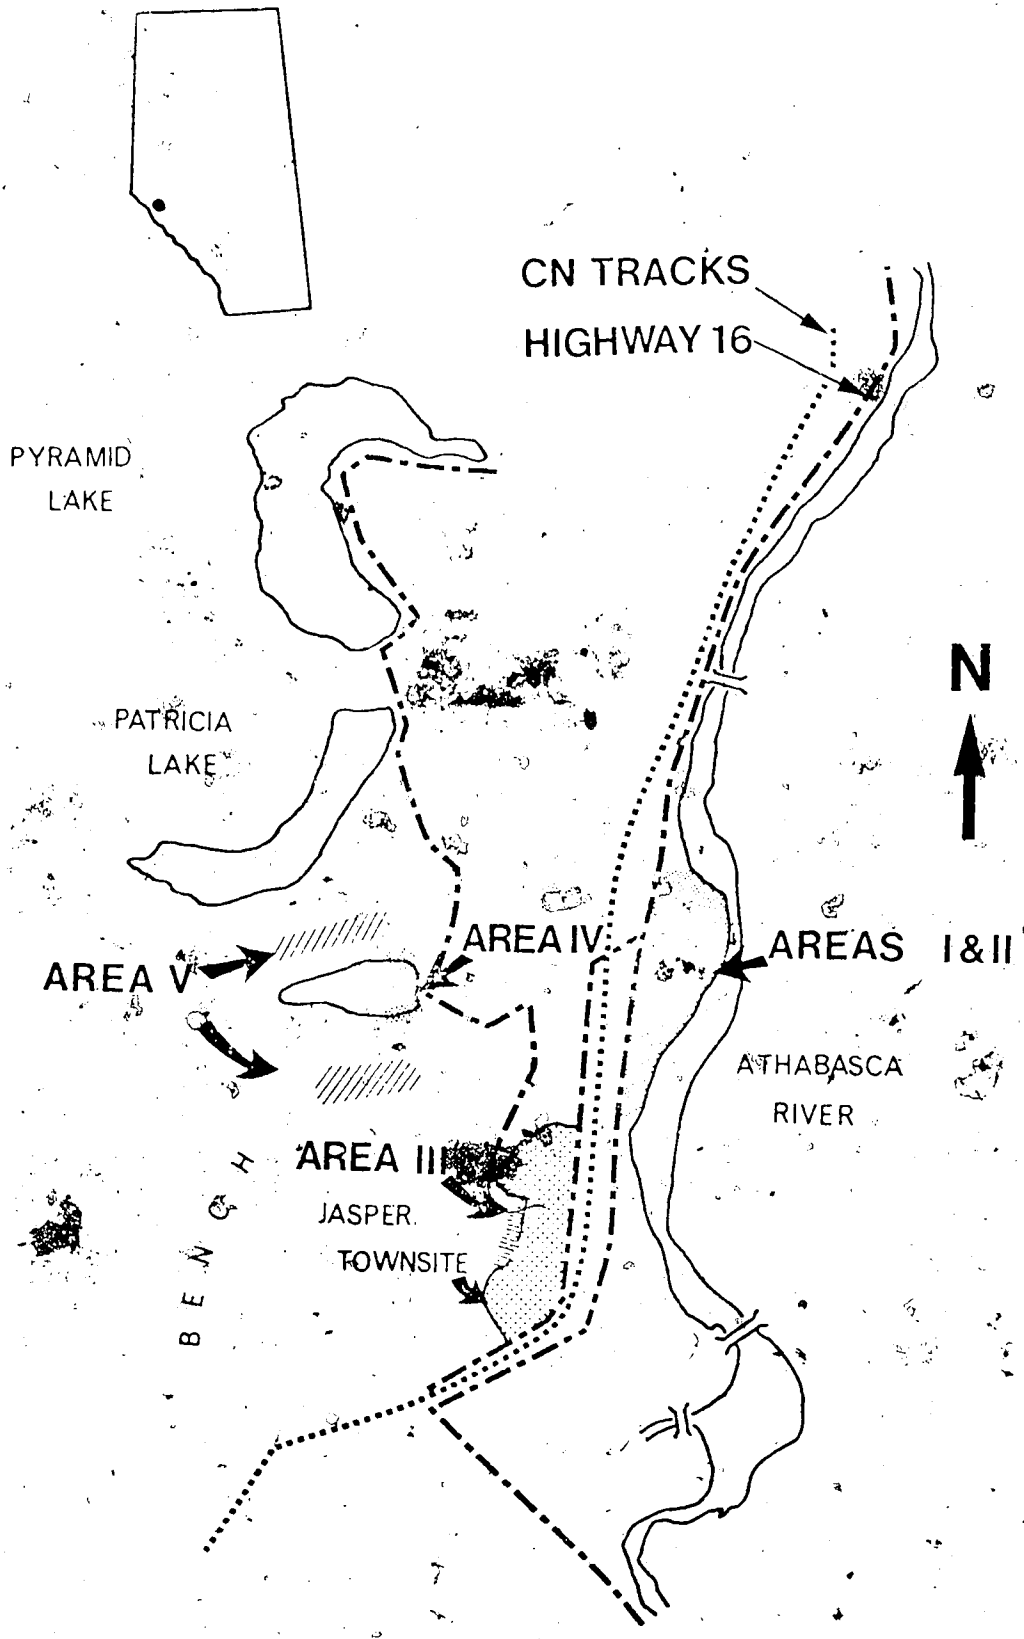 CN TRACKS
HIGHWAY 16
PYRAMID
LAKE
N
PATRICIA
LAKE
AREA IV
AREAS I & II
AREA V
ATHABASCA
RIVER
AREA III
JASPER
TOWNSITE
BENCH